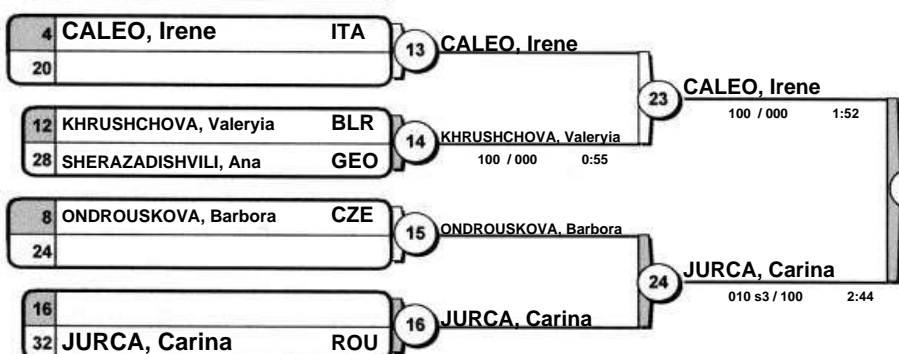 4 CALEO, Irene ITA
20
13 CALEO, Irene
12 KHRUSHCHOVA, Valeryia BLR
28 SHERAZADISHVILI, Ana GEO
14 KHRUSHCHOVA, Valeryia
100 / 000 0:55
23 CALEO, Irene
100 / 000 1:52
8 ONDROUSKOVA, Barbora CZE
24
15 ONDROUSKOVA, Barbora
16
32 JURCA, Carina ROU
16 JURCA, Carina
24 JURCA, Carina
010 s3 / 100 2:44